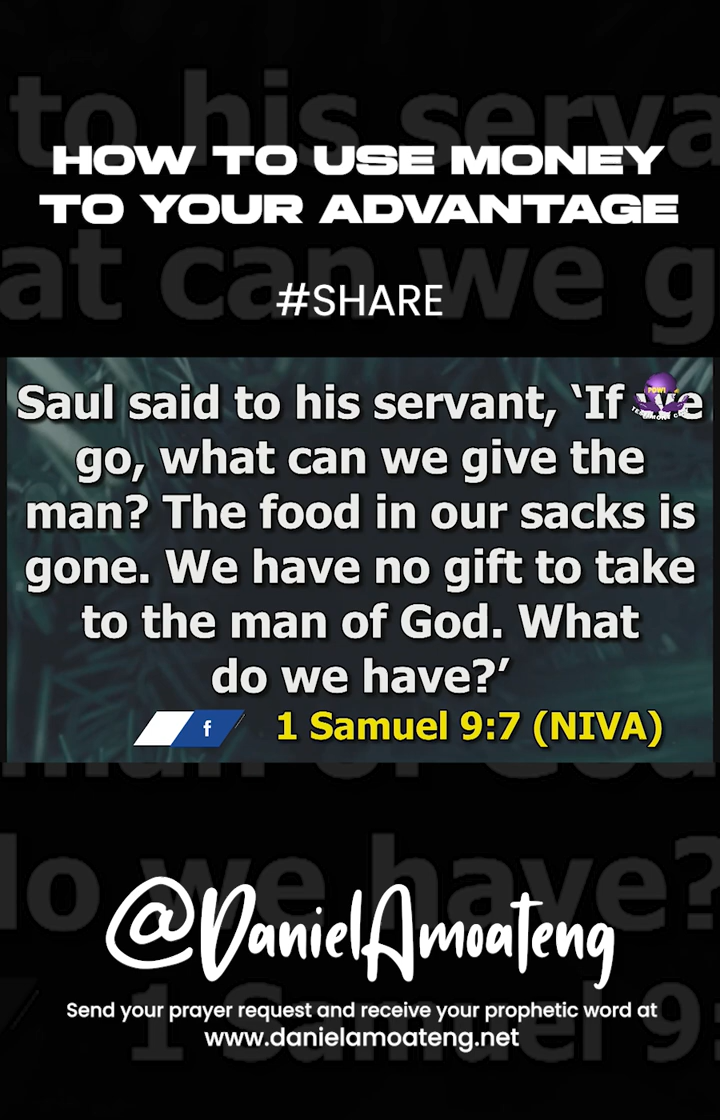 HOW TO USE MONEY
TO YOUR ADVANTAGE
#SHARE
Saul said to his servant, ‘If we
go, what can we give the
man? The food in our sacks is
gone. We have no gift to take
to the man of God. What
do we have?’
f 1 Samuel 9:7 (NIVA)
@DanielAmoateng
Send your prayer request and receive your prophetic word at
www.danielamoateng.net